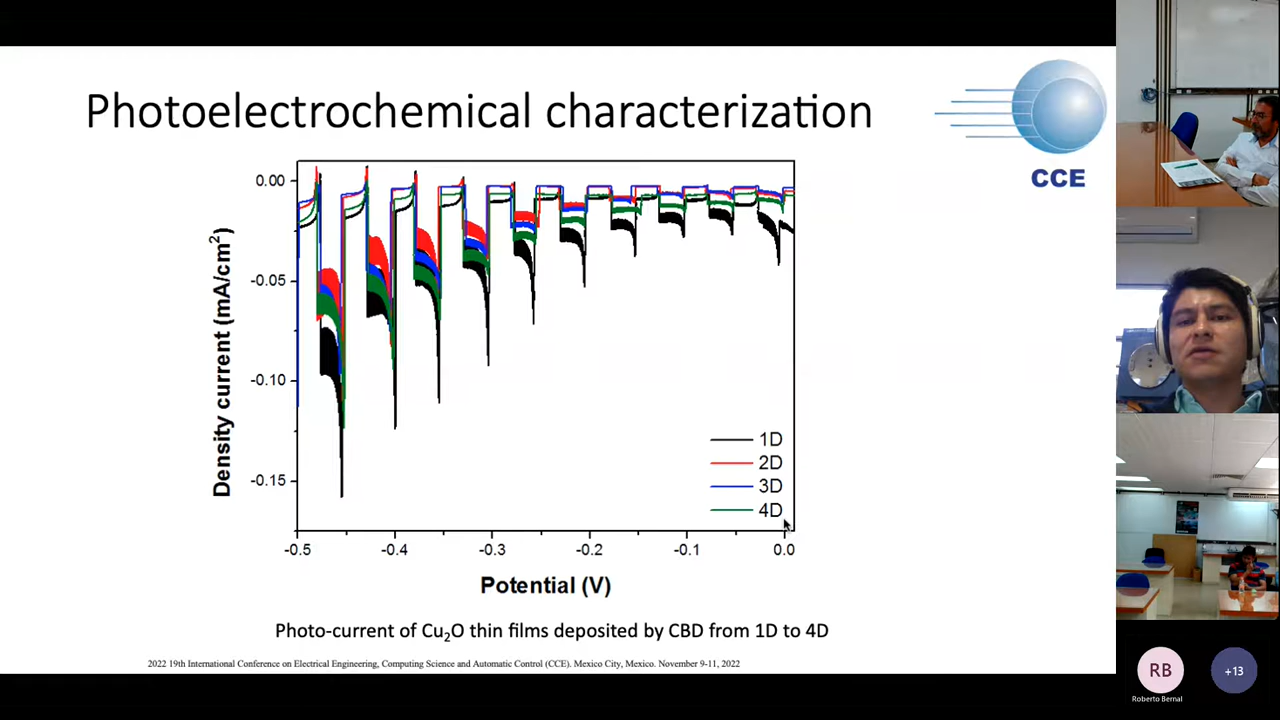 Photoelectrochemical characterization
CCE
0.00
-0.05
-0.10
-0.15
Density current (mA/cm²)
1D
2D
3D
4D
-0.5
-0.4
-0.3
-0.2
-0.1
0.0
Potential (V)
Photo-current of Cu₂O thin films deposited by CBD from 1D to 4D
2022 19th International Conference on Electrical Engineering, Computing Science and Automatic Control (CCE). Mexico City, Mexico. November 9-11, 2022
RB
+13
Roberto Bernal